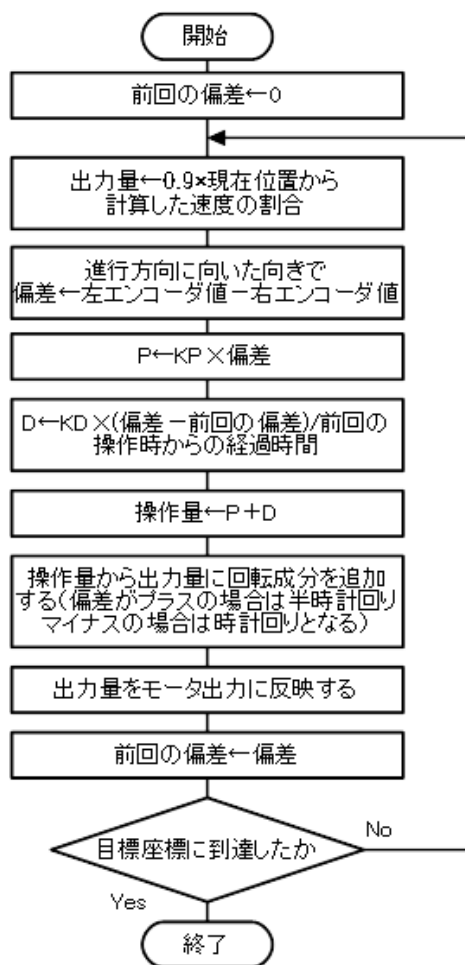 開始
前回の偏差←0
出力量←0.9×現在位置から
計算した速度の割合
進行方向に向いた向きで
偏差←左エンコーダ値－右エンコーダ値
P←KP×偏差
D←KD×(偏差－前回の偏差)/前回の
操作時からの経過時間
操作量←P＋D
操作量から出力量に回転成分を追加
する(偏差がプラスの場合は半時計回り
マイナスの場合は時計回りとなる)
出力量をモータ出力に反映する
前回の偏差←偏差
目標座標に到達したか
No
Yes
終了